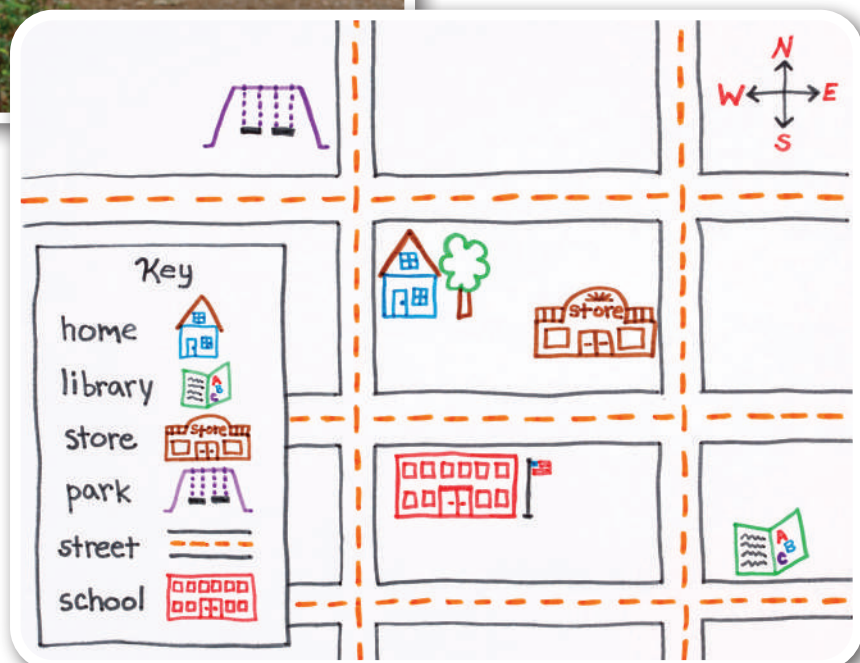 N
W E
S
store
Key
home
library
A
B
C
store
store
park
street
school
A
B
C